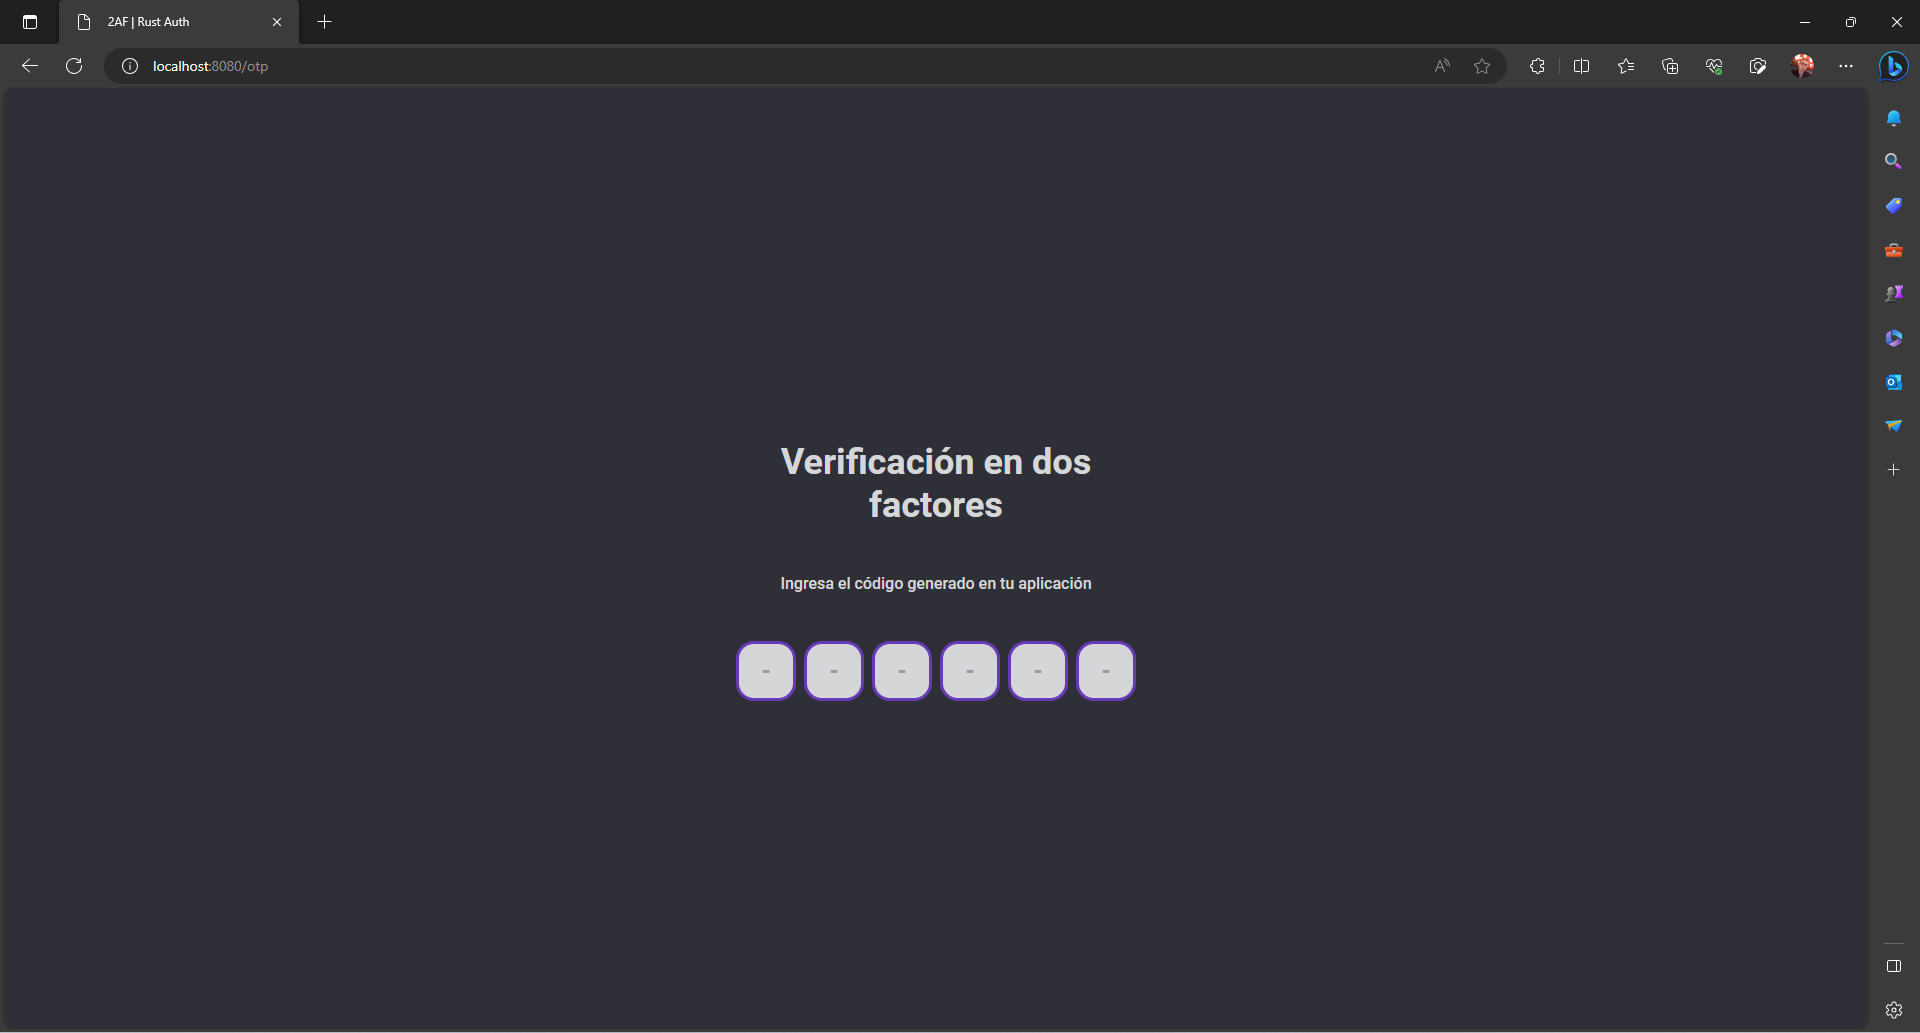 2AF | Rust Auth
localhost:8080/otp
Verificación en dos
factores
Ingresa el código generado en tu aplicación
- - - - - -